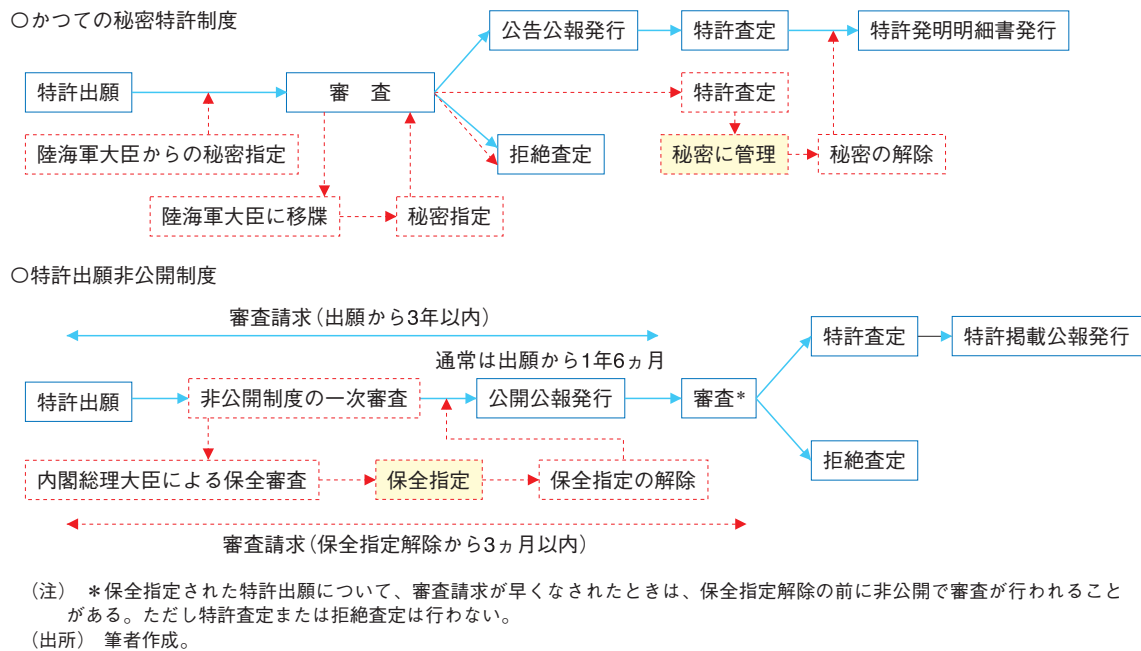 〇かつての秘密特許制度
公告公報発行
特許査定
特許発明明細書発行
特許出願
審　査
特許査定
陸海軍大臣からの秘密指定
拒絶査定
秘密に管理
秘密の解除
陸海軍大臣に移牒
秘密指定
〇特許出願非公開制度
審査請求（出願から3年以内）
特許査定
特許掲載公報発行
通常は出願から1年6ヵ月
特許出願
非公開制度の一次審査
公開公報発行
審査*
拒絶査定
内閣総理大臣による保全審査
保全指定
保全指定の解除
審査請求（保全指定解除から3ヵ月以内）
（注）　＊保全指定された特許出願について、審査請求が早くなされたときは、保全指定解除の前に非公開で審査が行われること
がある。ただし特許査定または拒絶査定は行わない。
（出所）　筆者作成。